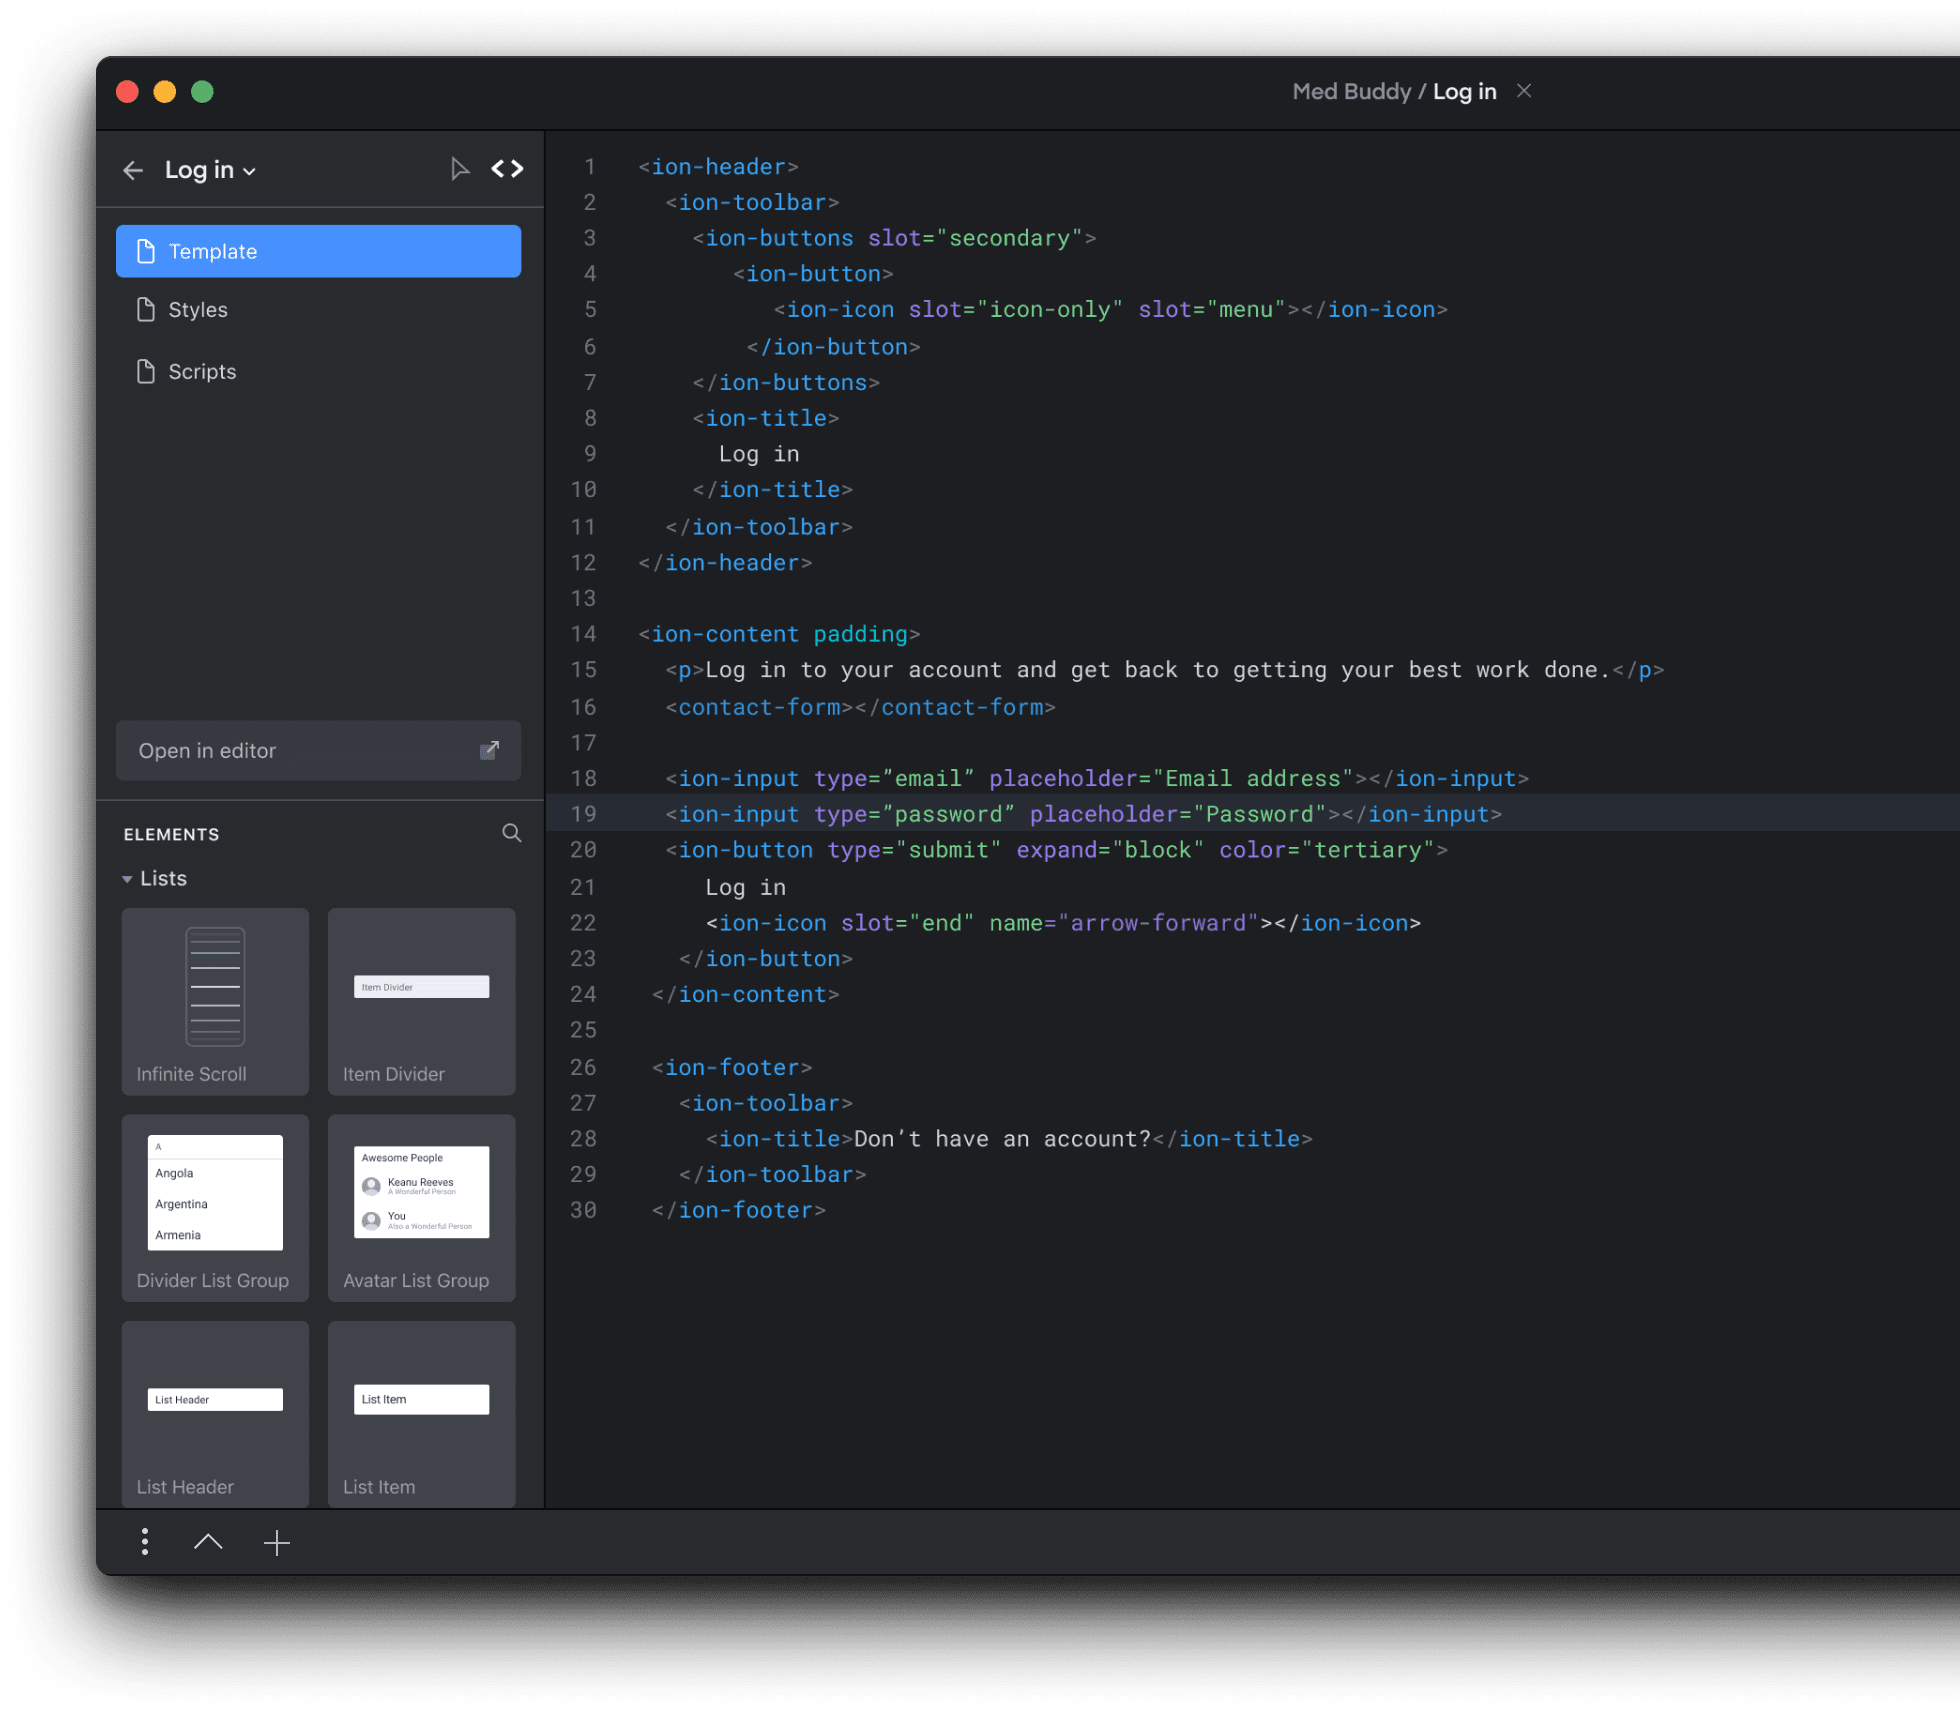 Med Buddy / Log in
Log in
Template
Styles
Scripts
Open in editor
ELEMENTS
Lists
Item Divider
Infinite Scroll
Item Divider
A
Angola
Argentina
Armenia
Divider List Group
Awesome People
Keanu Reeves
A Wonderful Person
You
Also a Wonderful Person
Avatar List Group
List Header
List Header
List Item
List Item
1 <ion-header>
2 <ion-toolbar>
3 <ion-buttons slot="secondary">
4 <ion-button>
5 <ion-icon slot="icon-only" slot="menu"></ion-icon>
6 </ion-button>
7 </ion-buttons>
8 <ion-title>
9 Log in
10 </ion-title>
11 </ion-toolbar>
12 </ion-header>
13
14 <ion-content padding>
15 <p>Log in to your account and get back to getting your best work done.</p>
16 <contact-form></contact-form>
17
18 <ion-input type=”email” placeholder="Email address"></ion-input>
19 <ion-input type=”password” placeholder="Password"></ion-input>
20 <ion-button type="submit" expand="block" color="tertiary">
21 Log in
22 <ion-icon slot="end" name="arrow-forward"></ion-icon>
23 </ion-button>
24 </ion-content>
25
26 <ion-footer>
27 <ion-toolbar>
28 <ion-title>Don’t have an account?</ion-title>
29 </ion-toolbar>
30 </ion-footer>